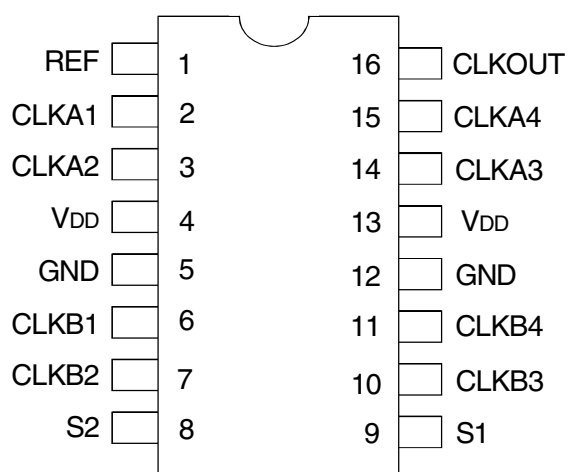 REF 1 16 CLKOUT
CLKA1 2 15 CLKA4
CLKA2 3 14 CLKA3
VDD 4 13 VDD
GND 5 12 GND
CLKB1 6 11 CLKB4
CLKB2 7 10 CLKB3
S2 8 9 S1